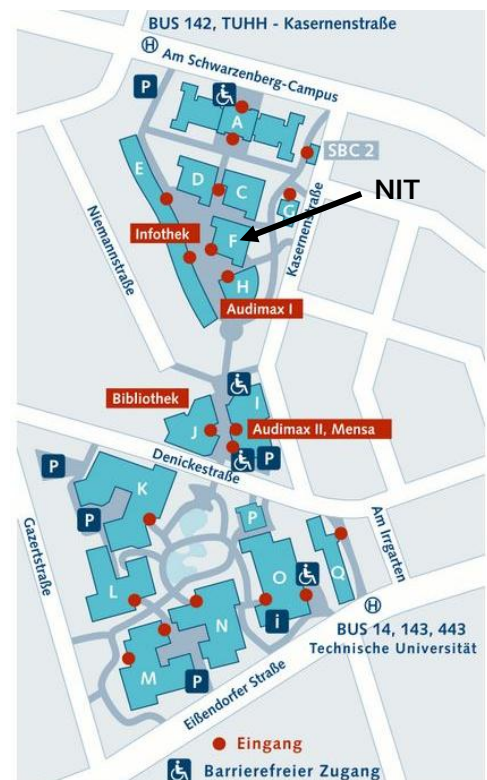 BUS 142, TUHH - Kasernenstraße
H
Am Schwarzenberg-Campus
P
A
SBC 2
E
D
C
G
NIT
Niemannstraße
Kasernenstraße
Infothek
F
H
Audimax I
Bibliothek
I
J
Audimax II, Mensa
P
Denickestraße
P
K
P
P
Am Irrgarten
Gazertstraße
L
O
Q
H
i
N
BUS 14, 143, 443
Technische Universität
M
P
Eißendorfer Straße
Eingang
Barrierefreier Zugang